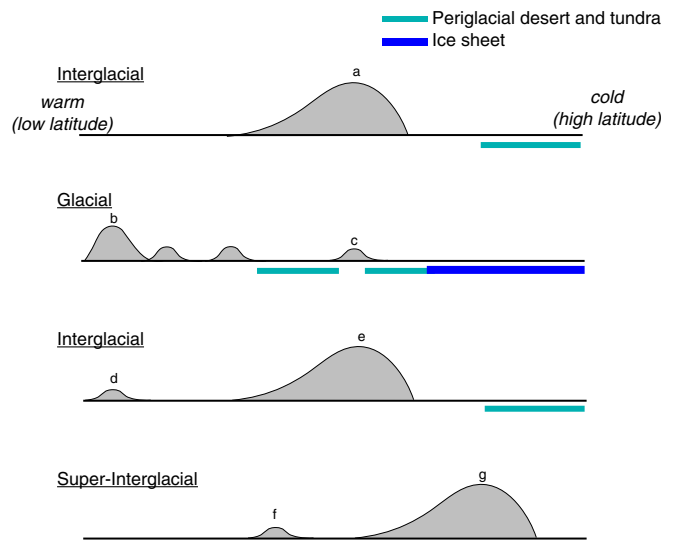 Periglacial desert and tundra
Ice sheet
Interglacial
a
warm
(low latitude)
cold
(high latitude)
Glacial
b
c
Interglacial
e
d
Super-Interglacial
g
f